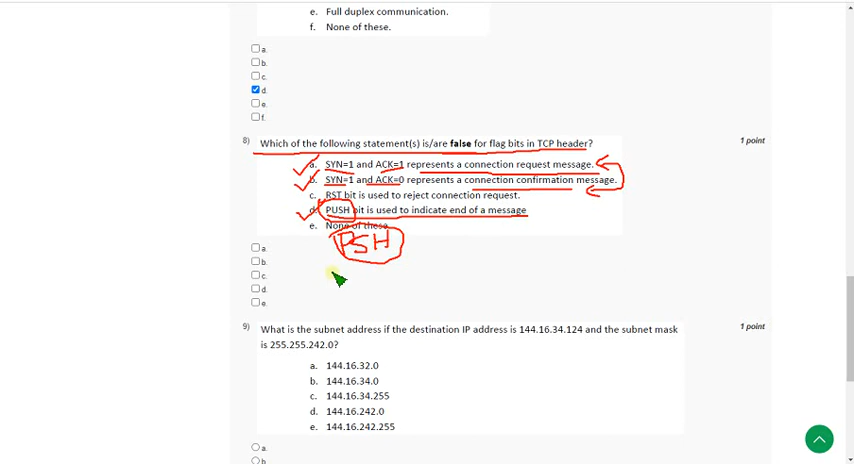 e. Full duplex communication.
f. None of these.
a.
b.
c.
d.
e.
f.
8) Which of the following statement(s) is/are false for flag bits in TCP header? 1 point
a. SYN=1 and ACK=1 represents a connection request message.
b. SYN=1 and ACK=0 represents a connection confirmation message.
c. RST bit is used to reject connection request.
d. PUSH bit is used to indicate end of a message
e. None of these
PSH
a.
b.
c.
d.
e.
9) What is the subnet address if the destination IP address is 144.16.34.124 and the subnet mask 1 point
is 255.255.242.0?
a. 144.16.32.0
b. 144.16.34.0
c. 144.16.34.255
d. 144.16.242.0
e. 144.16.242.255
a.
b.